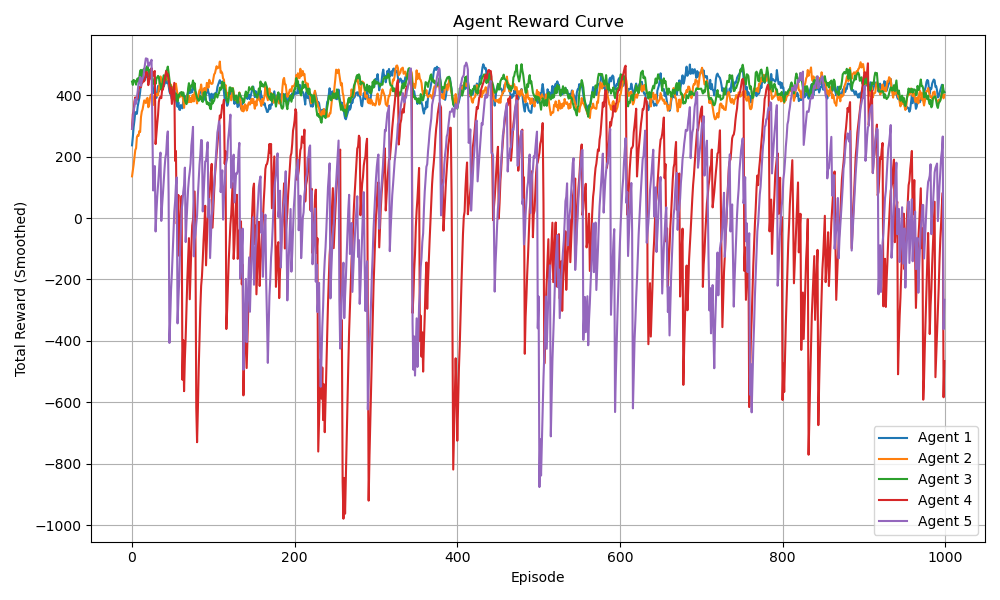 Agent Reward Curve
Total Reward (Smoothed)
400
200
0
−200
−400
−600
−800
−1000
0
200
400
600
800
1000
Episode
Agent 1
Agent 2
Agent 3
Agent 4
Agent 5